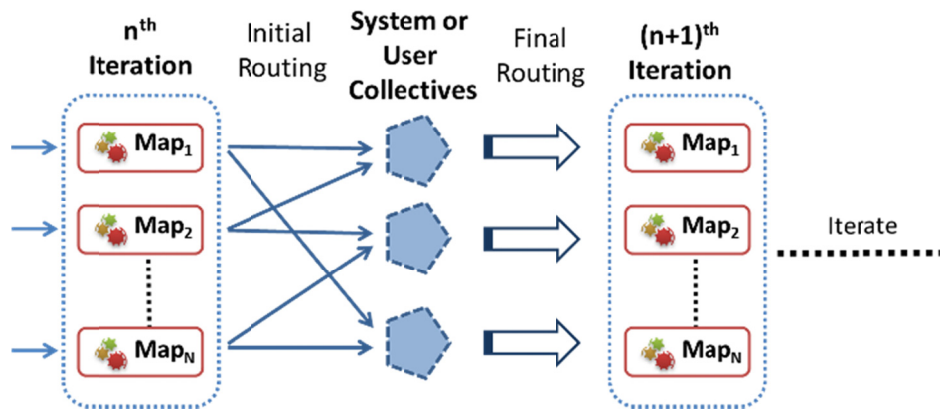 nth
Iteration
Initial
Routing
System or
User
Collectives
Final
Routing
(n+1)th
Iteration
Map1
Map1
Map2
Map2
Iterate
MapN
MapN